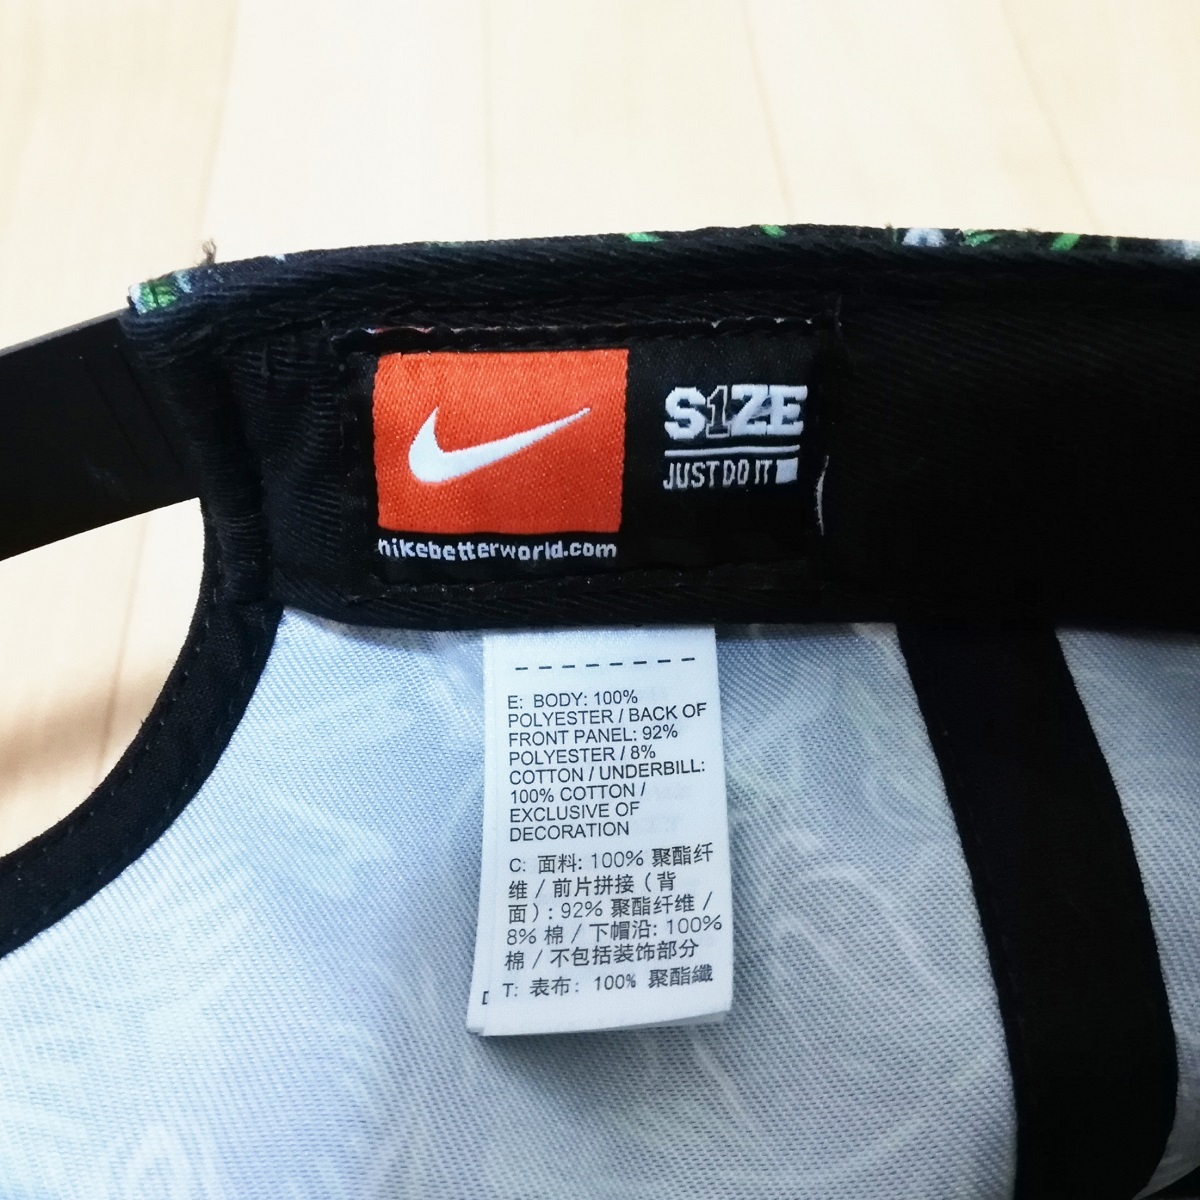 S1ZE
JUST DO IT
nikebetterworld.com
E: BODY: 100%
POLYESTER / BACK OF
FRONT PANEL: 92%
POLYESTER / 8%
COTTON / UNDERBILL:
100% COTTON /
EXCLUSIVE OF
DECORATION
C: 面料: 100% 聚酯纤
维 / 前片拼接（背
面）: 92% 聚酯纤维 /
8% 棉 / 下帽沿: 100%
棉 / 不包括装饰部分
T: 表布: 100% 聚酯纖